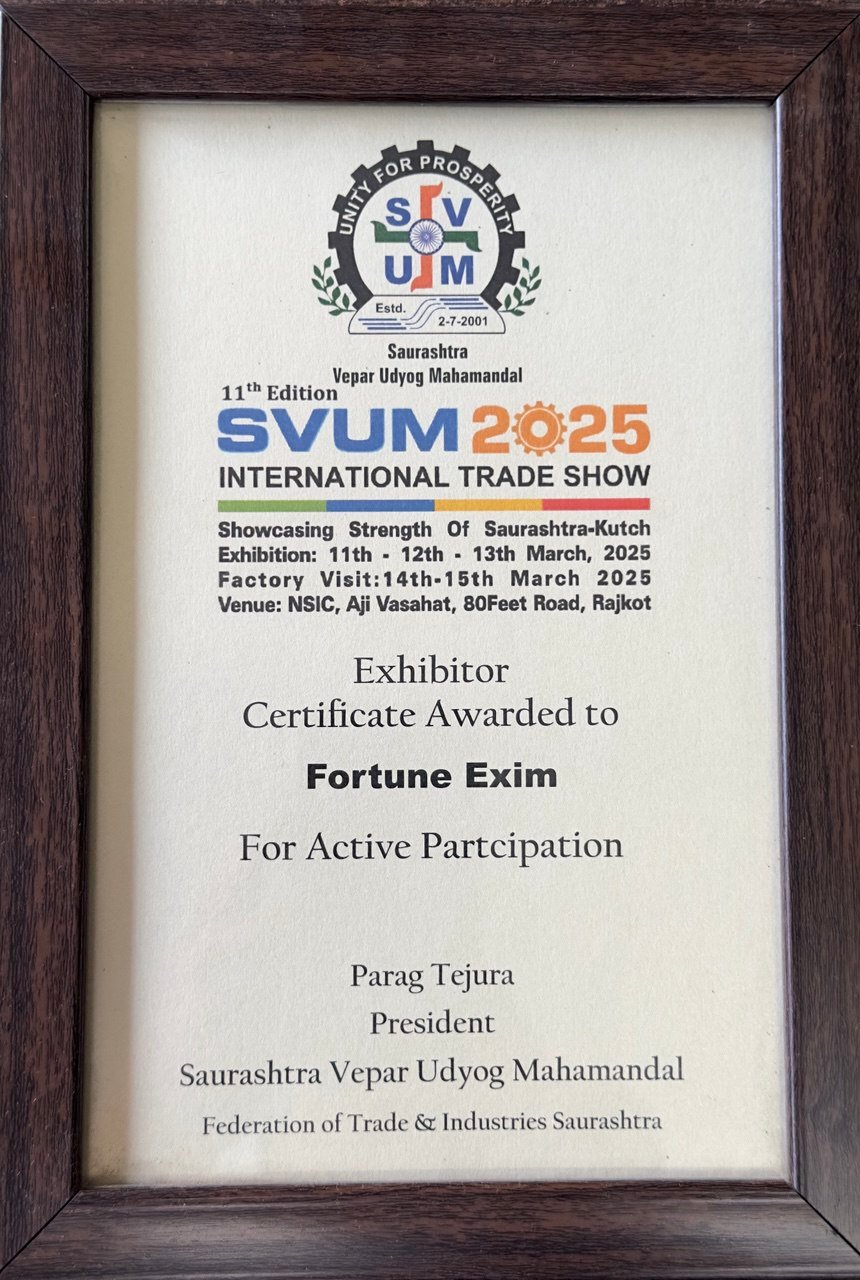 UNITY FOR PROSPERITY
S V
U M
Estd.
2-7-2001
Saurashtra
Vepar Udyog Mahamandal
11th Edition
SVUM 2025
INTERNATIONAL TRADE SHOW
Showcasing Strength Of Saurashtra-Kutch
Exhibition: 11th - 12th - 13th March, 2025
Factory Visit:14th-15th March 2025
Venue: NSIC, Aji Vasahat, 80Feet Road, Rajkot
Exhibitor
Certificate Awarded to
Fortune Exim
For Active Partcipation
Parag Tejura
President
Saurashtra Vepar Udyog Mahamandal
Federation of Trade & Industries Saurashtra